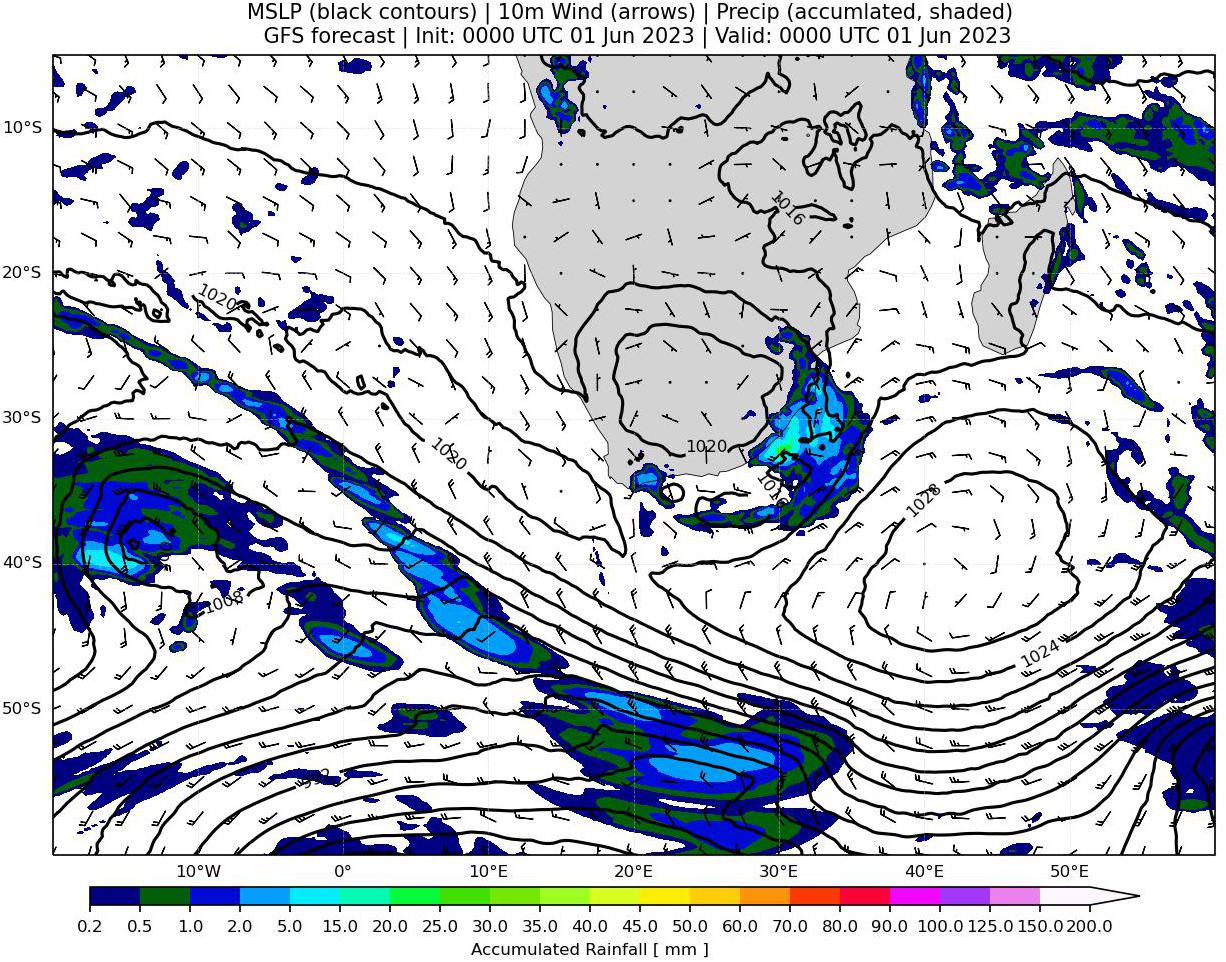 MSLP (black contours) | 10m Wind (arrows) | Precip (accumlated, shaded)
GFS forecast | Init: 0000 UTC 01 Jun 2023 | Valid: 0000 UTC 01 Jun 2023
10°S
1016
20°S
1020
30°S
1020
1020
1016
1028
40°S
1008
1024
50°S
992
10°W 0° 10°E 20°E 30°E 40°E 50°E
0.2 0.5 1.0 2.0 5.0 10.0 15.0 20.0 25.0 30.0 35.0 40.0 45.0 50.0 60.0 70.0 80.0 90.0 100.0 125.0 150.0 200.0
Accumulated Rainfall [ mm ]